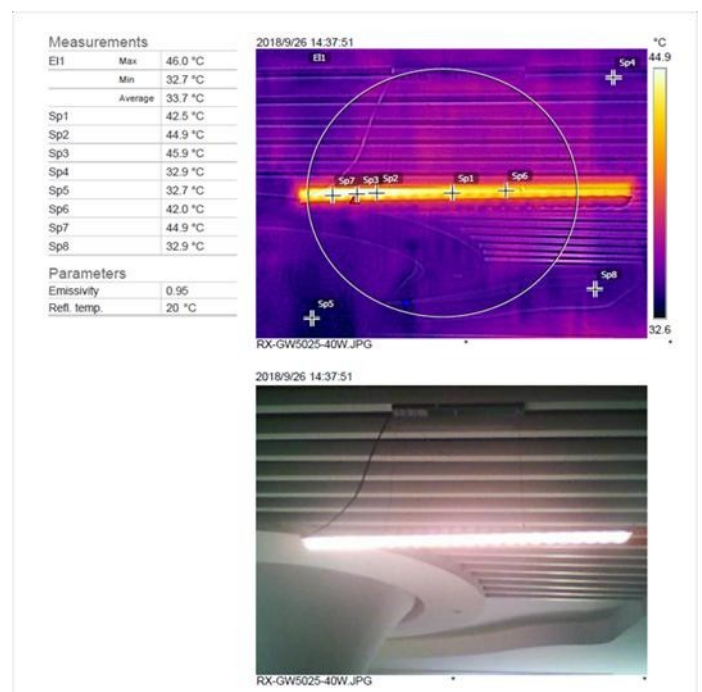 Measurements
El1 Max 46.0 °C
Min 32.7 °C
Average 33.7 °C
Sp1 42.5 °C
Sp2 44.9 °C
Sp3 45.9 °C
Sp4 32.9 °C
Sp5 32.7 °C
Sp6 42.0 °C
Sp7 44.9 °C
Sp8 32.9 °C
Parameters
Emissivity 0.95
Refl. temp. 20 °C
2018/9/26 14:37:51
°C
44.9
El1
Sp4
Sp7 Sp3 Sp2 Sp1 Sp6
Sp8
Sp5
32.6
RX-GW5025-40W.JPG
2018/9/26 14:37:51
RX-GW5025-40W.JPG